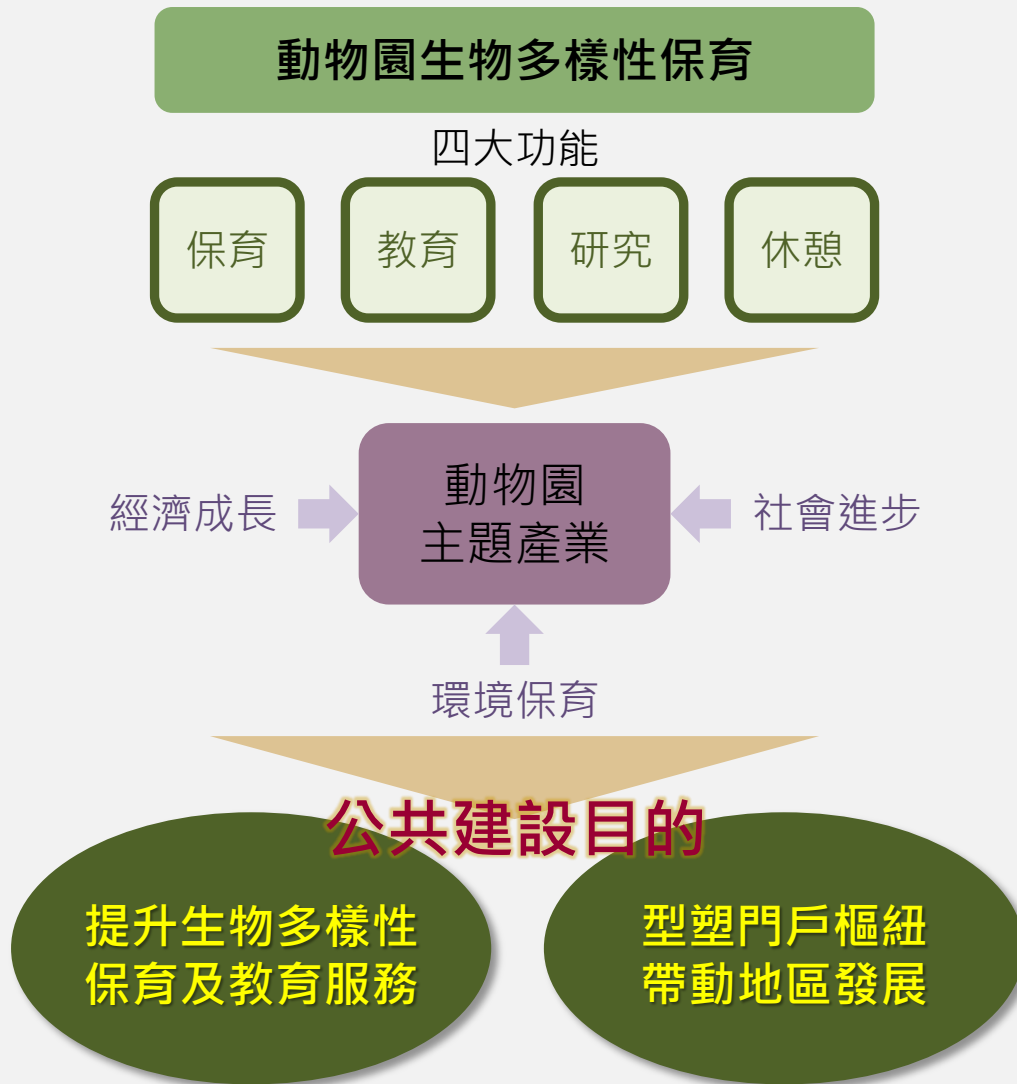 動物園生物多樣性保育
四大功能
保育
教育
研究
休憩
經濟成長
動物園
主題產業
社會進步
環境保育
公共建設目的
提升生物多樣性
保育及教育服務
型塑門戶樞紐
帶動地區發展